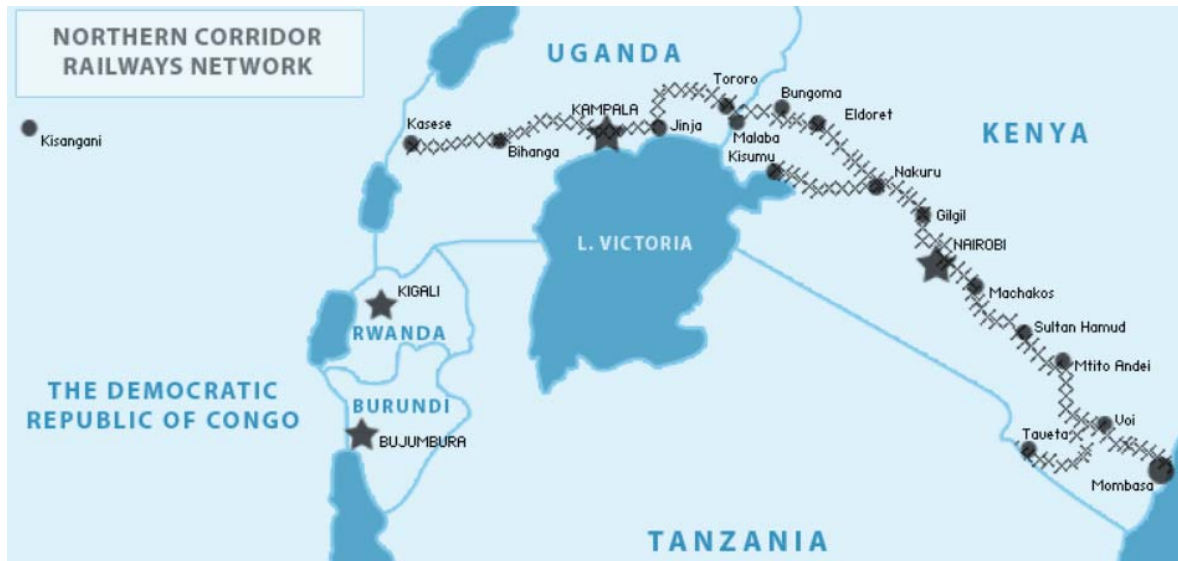 NORTHERN CORRIDOR
RAILWAYS NETWORK
UGANDA
Tororo
Bungoma
KAMPALA
Eldoret
Kasese
Jinja
Malaba
KENYA
Kisangani
Bihanga
Kisumu
Nakuru
Gilgil
L. VICTORIA
NAIROBI
KIGALI
Machakos
RWANDA
Sultan Hamud
Mtito Andei
THE DEMOCRATIC
REPUBLIC OF CONGO
BURUNDI
Voi
BUJUMBURA
Taveta
Mombasa
TANZANIA